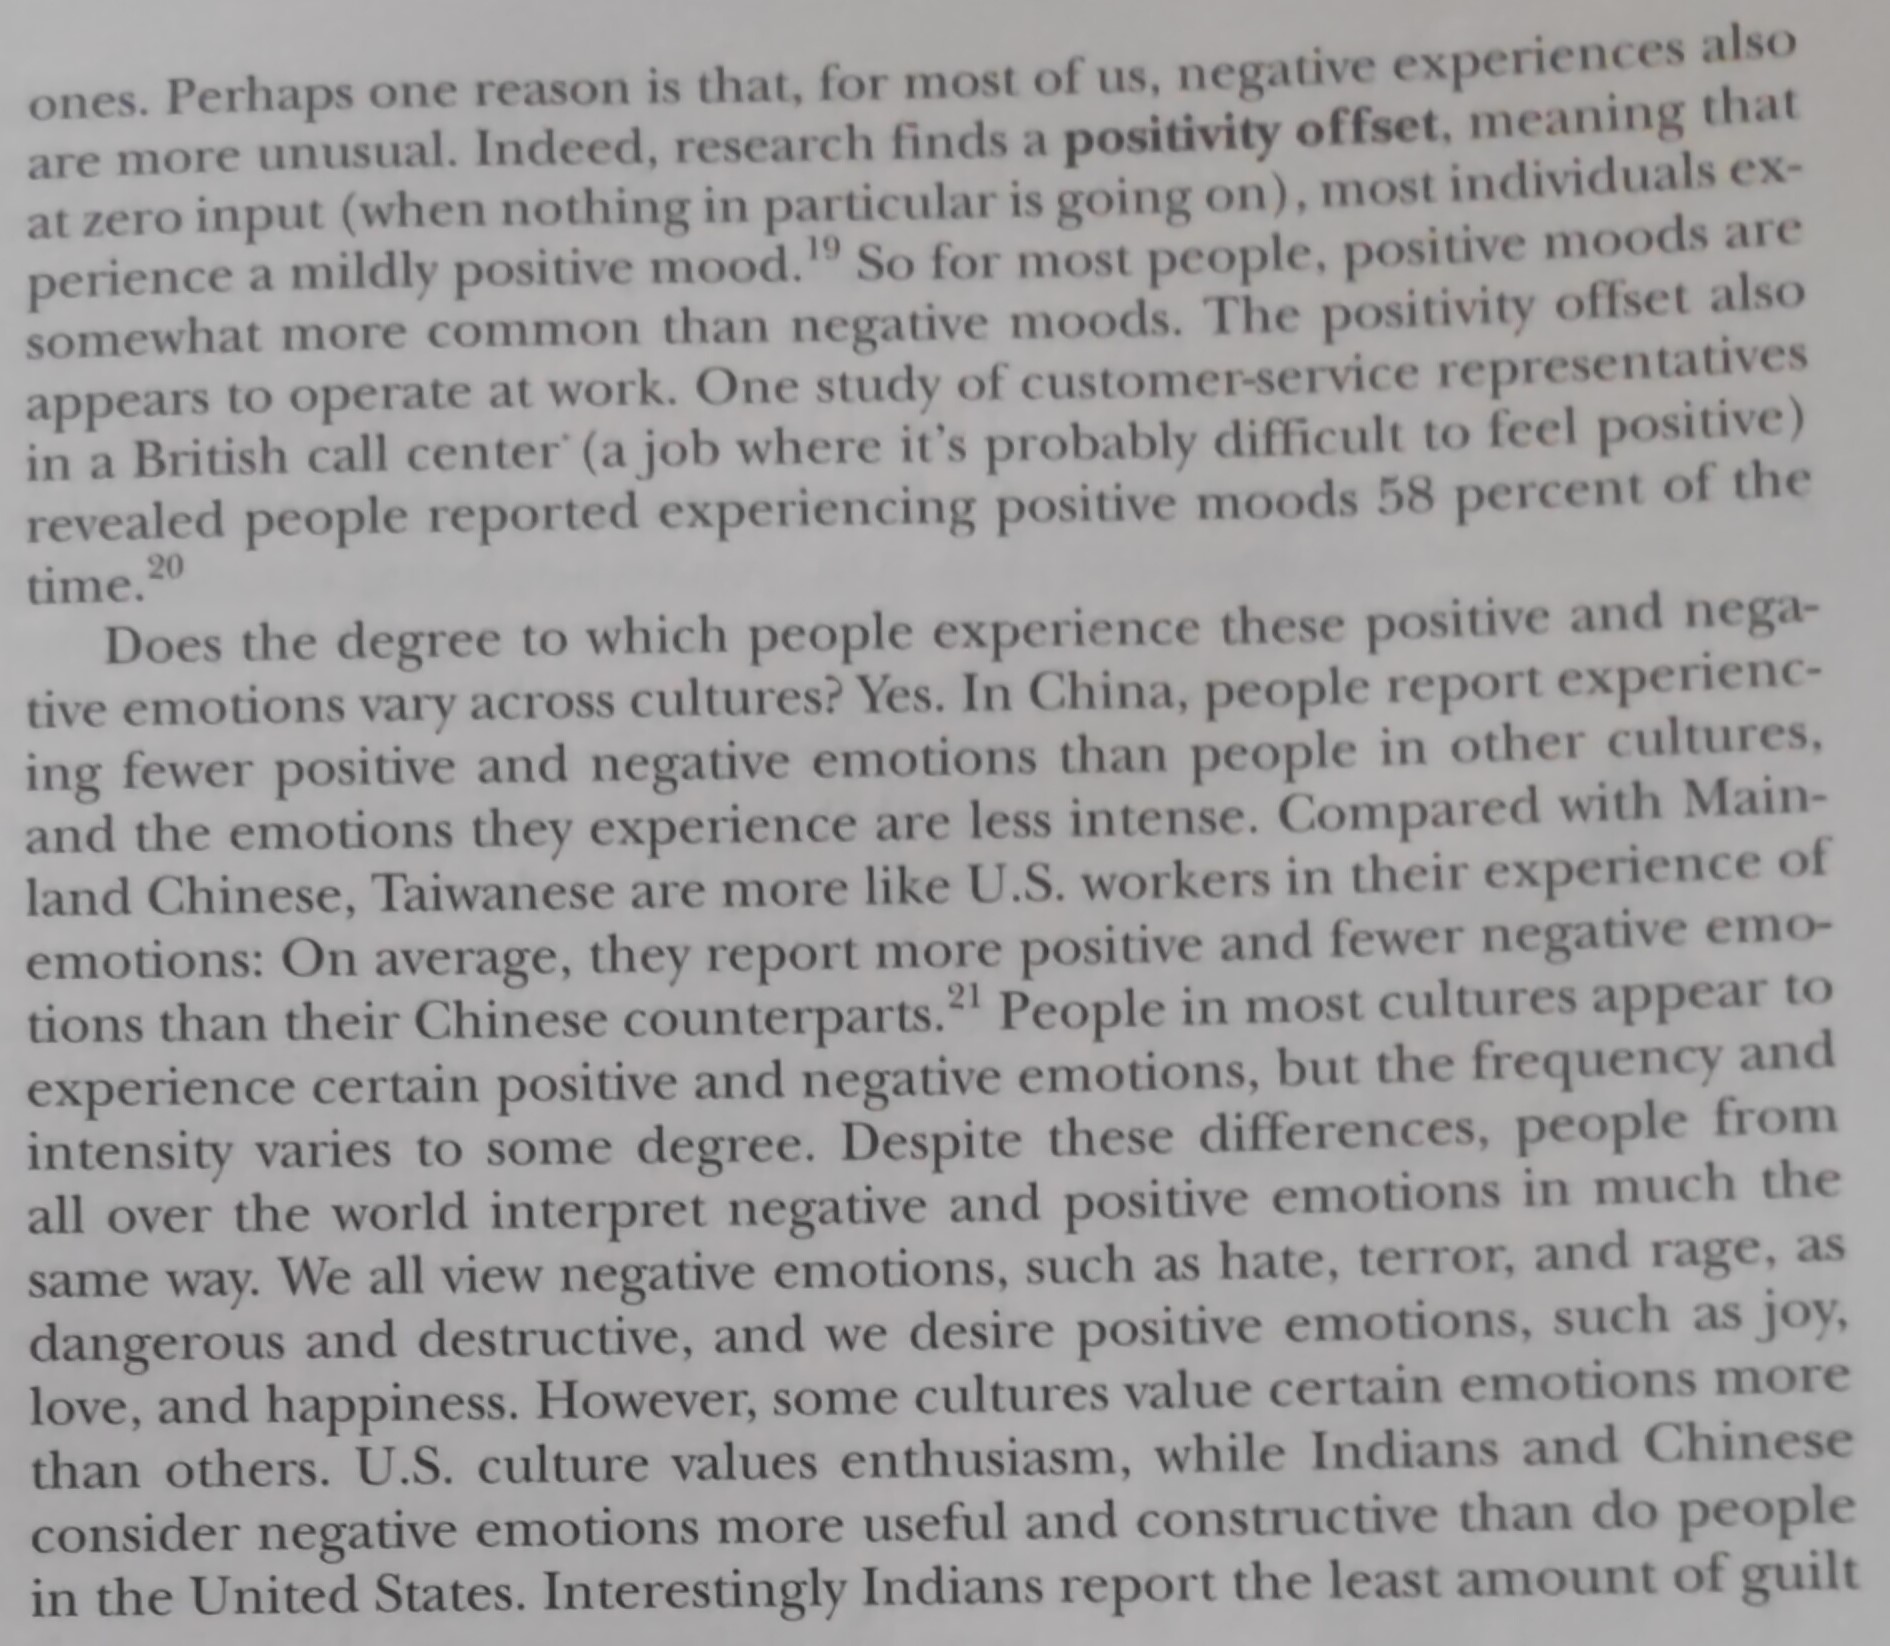 ones. Perhaps one reason is that, for most of us, negative experiences also
are more unusual. Indeed, research finds a positivity offset, meaning that
at zero input (when nothing in particular is going on), most individuals ex-
perience a mildly positive mood.19 So for most people, positive moods are
somewhat more common than negative moods. The positivity offset also
appears to operate at work. One study of customer-service representatives
in a British call center (a job where it's probably difficult to feel positive)
revealed people reported experiencing positive moods 58 percent of the
time.20
Does the degree to which people experience these positive and nega-
tive emotions vary across cultures? Yes. In China, people report experienc-
ing fewer positive and negative emotions than people in other cultures,
and the emotions they experience are less intense. Compared with Main-
land Chinese, Taiwanese are more like U.S. workers in their experience of
emotions: On average, they report more positive and fewer negative emo-
tions than their Chinese counterparts.21 People in most cultures appear to
experience certain positive and negative emotions, but the frequency and
intensity varies to some degree. Despite these differences, people from
all over the world interpret negative and positive emotions in much the
same way. We all view negative emotions, such as hate, terror, and rage, as
dangerous and destructive, and we desire positive emotions, such as joy,
love, and happiness. However, some cultures value certain emotions more
than others. U.S. culture values enthusiasm, while Indians and Chinese
consider negative emotions more useful and constructive than do people
in the United States. Interestingly Indians report the least amount of guilt